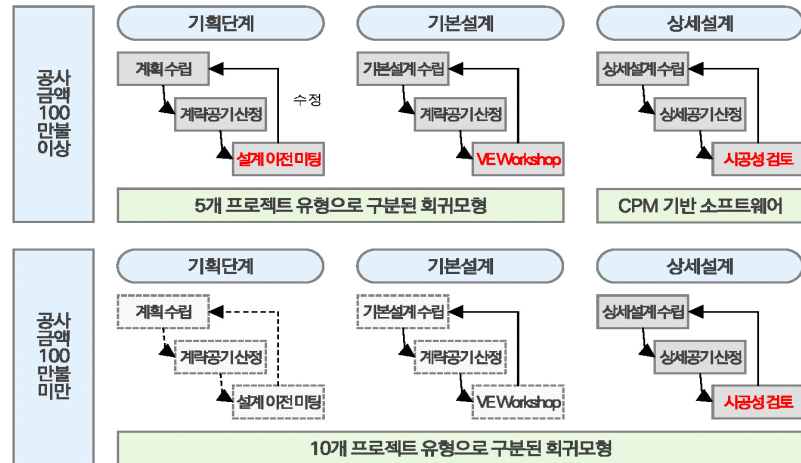 기획단계
기본설계
상세설계
공사
금액
100
만불
이상
계획 수립
계략공기 산정
설계 이전 미팅
수정
기본설계 수립
계략공기 산정
VE Workshop
상세설계 수립
상세공기 산정
시공성 검토
5개 프로젝트 유형으로 구분된 회귀모형
CPM 기반 소프트웨어
기획단계
기본설계
상세설계
공사
금액
100
만불
미만
계획 수립
계략공기 산정
설계 이전 미팅
기본설계 수립
계략공기 산정
VE Workshop
상세설계 수립
상세공기 산정
시공성 검토
10개 프로젝트 유형으로 구분된 회귀모형